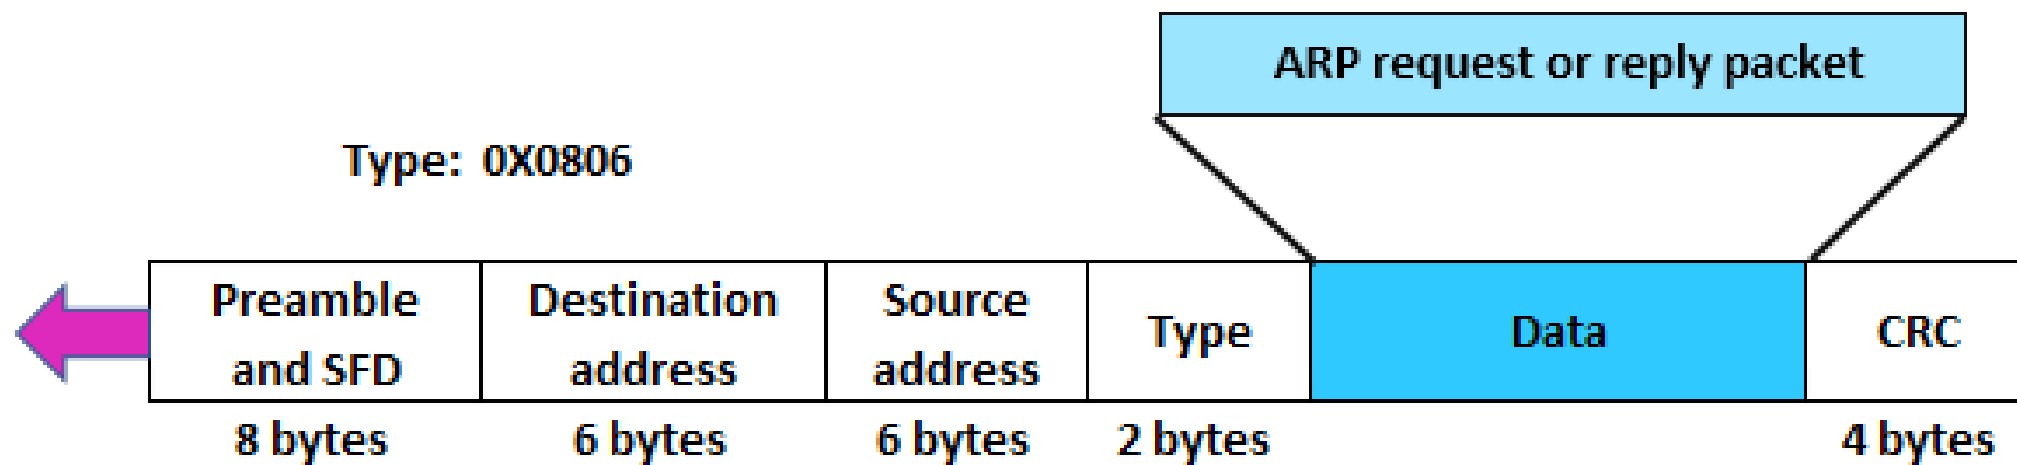 ARP request or reply packet
Type: 0X0806
Preamble
and SFD
Destination
address
Source
address
Type
Data
CRC
8 bytes
6 bytes
6 bytes
2 bytes
4 bytes